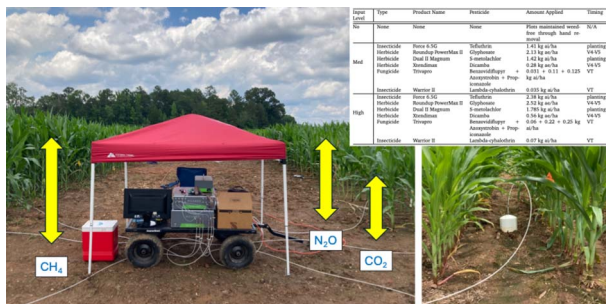 Input Level Type Product Name Pesticide Amount Applied Timing
No None None None Plots maintained weed-free through hand removal N/A
Med Insecticide Force 6.5G Tefluthrin 1.41 kg ai/ha planting
Herbicide Roundup PowerMax II Glyphosate 2.13 kg ai/ha V4-V5
Herbicide Dual II Magnum S-metolachlor 1.42 kg ai/ha planting
Herbicide Xtendimax Dicamba 0.28 kg ae/ha V4-V5
Fungicide Trivapro Benzovindiflupyr + Azoxystrobin + Propiconazole 0.031 + 0.11 + 0.125 kg ai/ha VT
Insecticide Warrior II Lambda-cyhalothrin 0.035 kg ai/ha VT
High Insecticide Force 6.5G Tefluthrin 2.38 kg ai/ha planting
Herbicide Roundup PowerMax II Glyphosate 2.52 kg ae/ha V4-V5
Herbicide Dual II Magnum S-metolachlor 1.785 kg ai/ha planting
Herbicide Xtendimax Dicamba 0.56 kg ae/ha V4-V5
Fungicide Trivapro Benzovindiflupyr + Azoxystrobin + Propiconazole 0.06 + 0.22 + 0.25 kg ai/ha VT
Insecticide Warrior II Lambda-cyhalothrin 0.07 kg ai/ha VT
CH₄
N₂O
CO₂